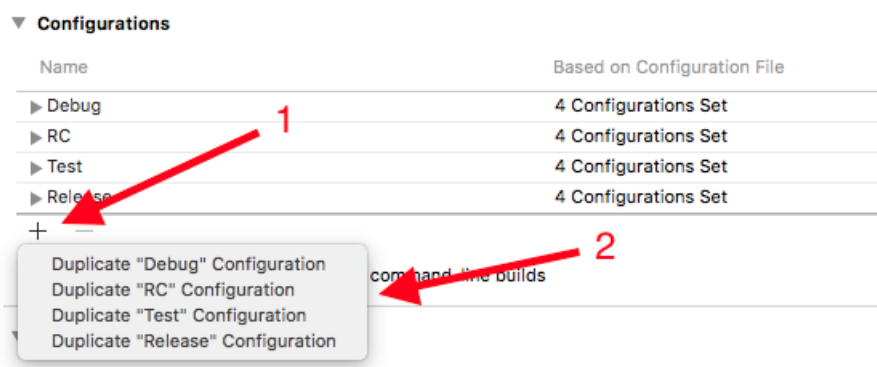 Configurations
Name Based on Configuration File
Debug 4 Configurations Set
1
RC 4 Configurations Set
Test 4 Configurations Set
Release 4 Configurations Set
+ —
2
Duplicate "Debug" Configuration
command-line builds
Duplicate "RC" Configuration
Duplicate "Test" Configuration
Duplicate "Release" Configuration